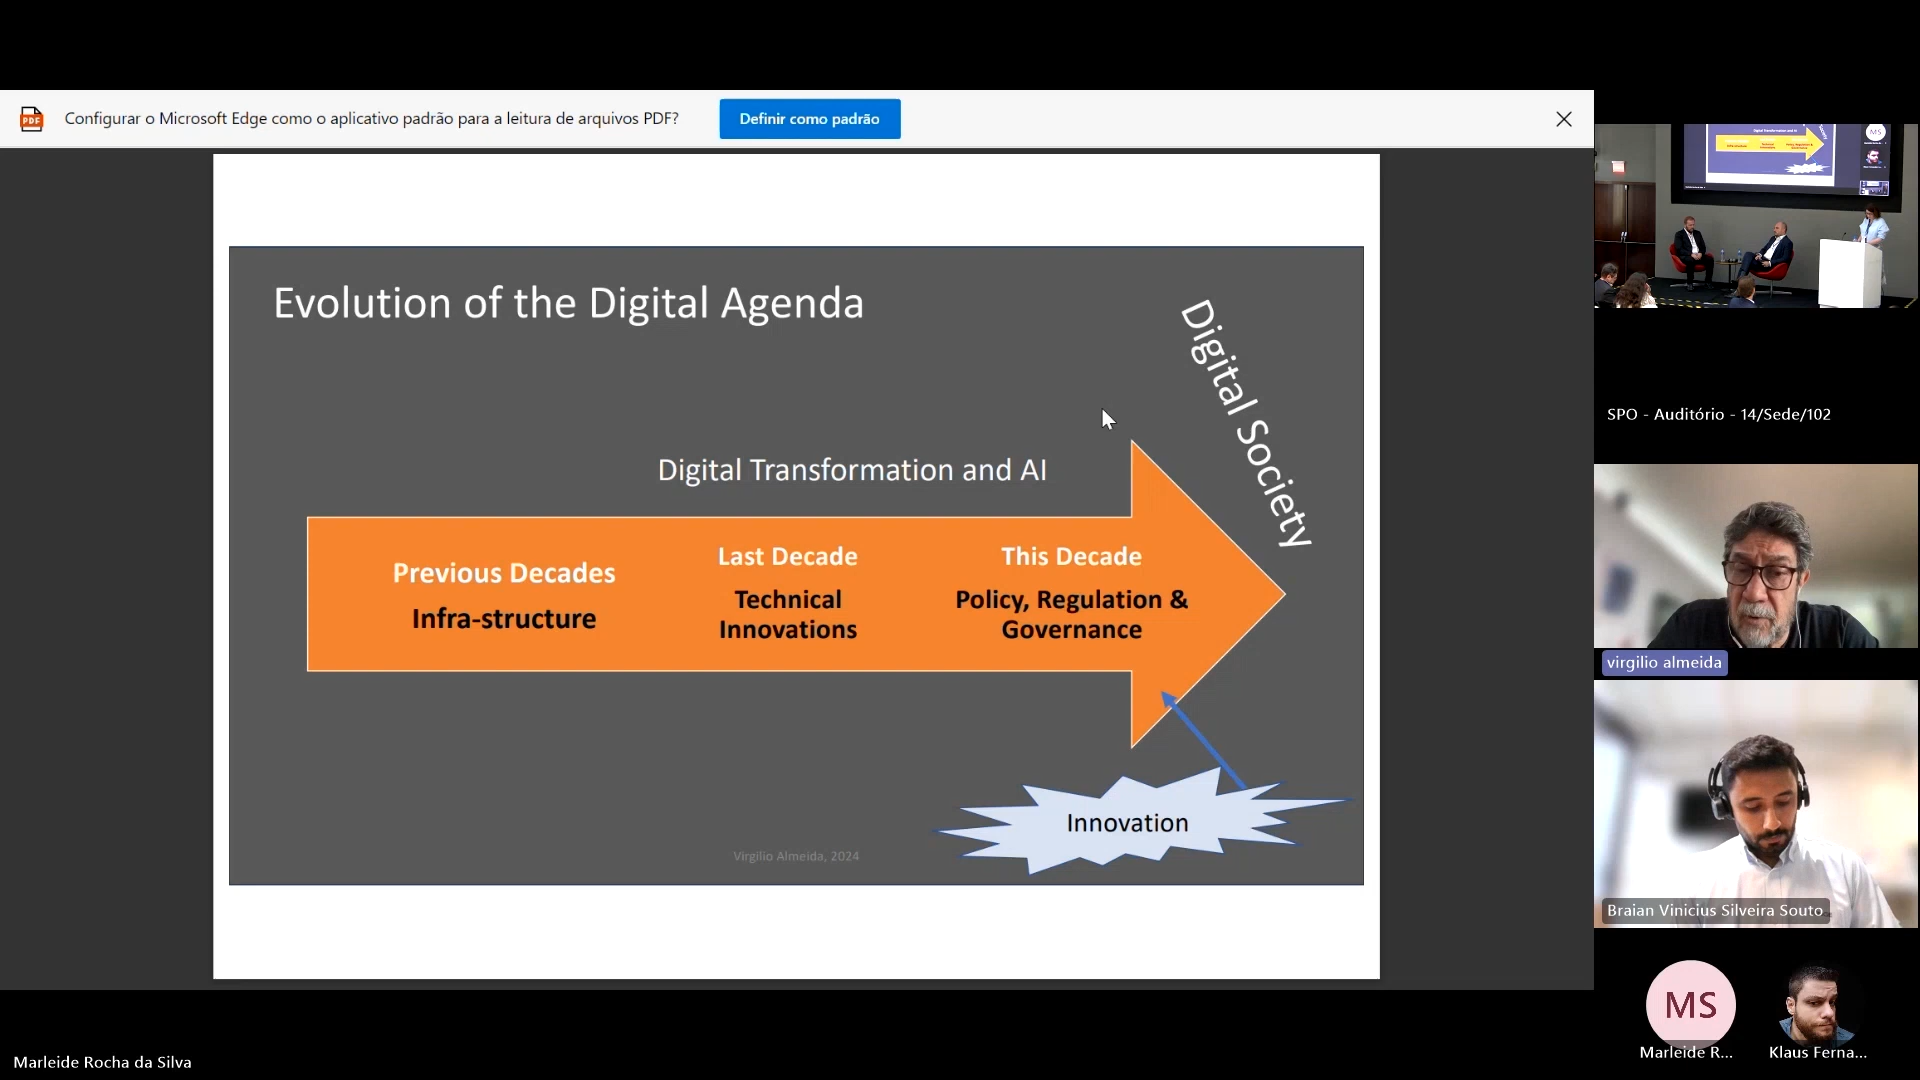 Configurar o Microsoft Edge como o aplicativo padrão para a leitura de arquivos PDF?
Definir como padrão
PDF
Evolution of the Digital Agenda
Digital Society
Digital Transformation and AI
Previous Decades
Infra-structure
Last Decade
Technical
Innovations
This Decade
Policy, Regulation &
Governance
Innovation
Virgilio Almeida, 2024
MS
SPO - Auditório - 14/Sede/102
virgilio almeida
Braian Vinicius Silveira Souto
MS
Marleide R...
Klaus Ferna...
Marleide Rocha da Silva